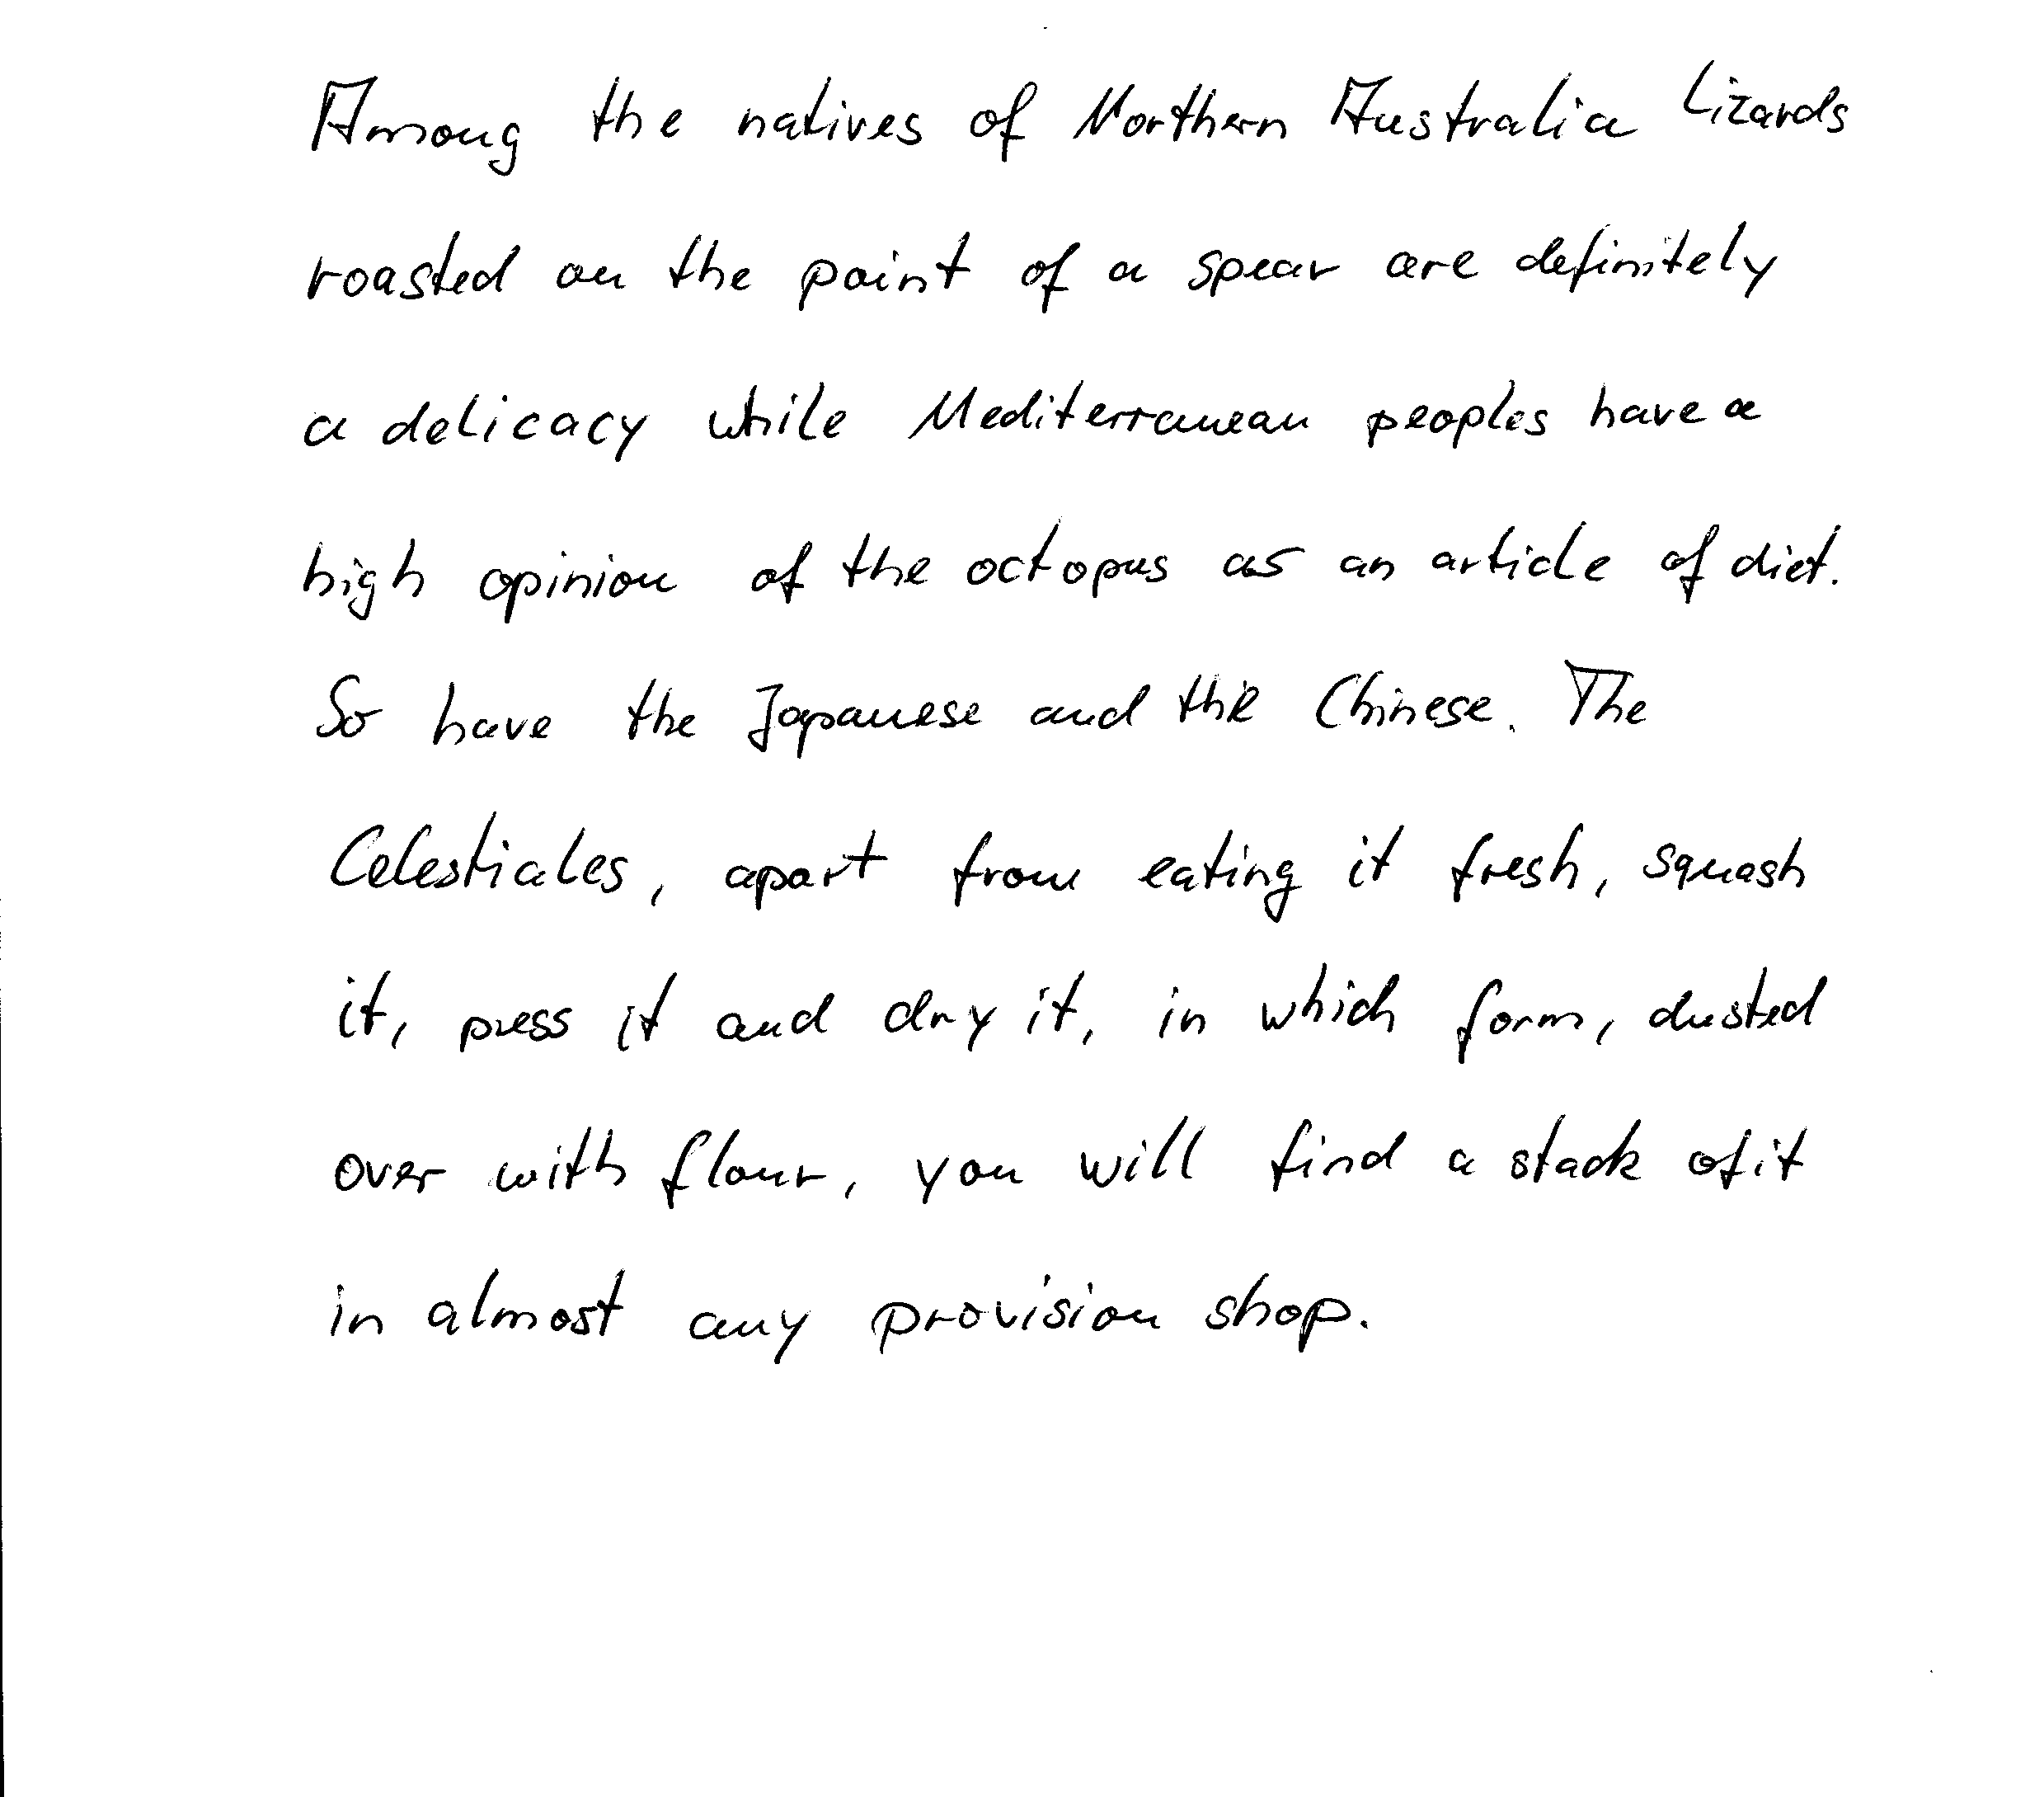 Among the natives of Northern Australia Lizards
roasted on the point of a spear are definitely
a delicacy while Mediterranean peoples have a
high opinion of the octopus as an article of diet.
So have the Japanese and the Chinese. The
Celestiales, apart from eating it fresh, squash
it, press it and dry it, in which form, dusted
over with flour, you will find a stack of it
in almost any provision shop.